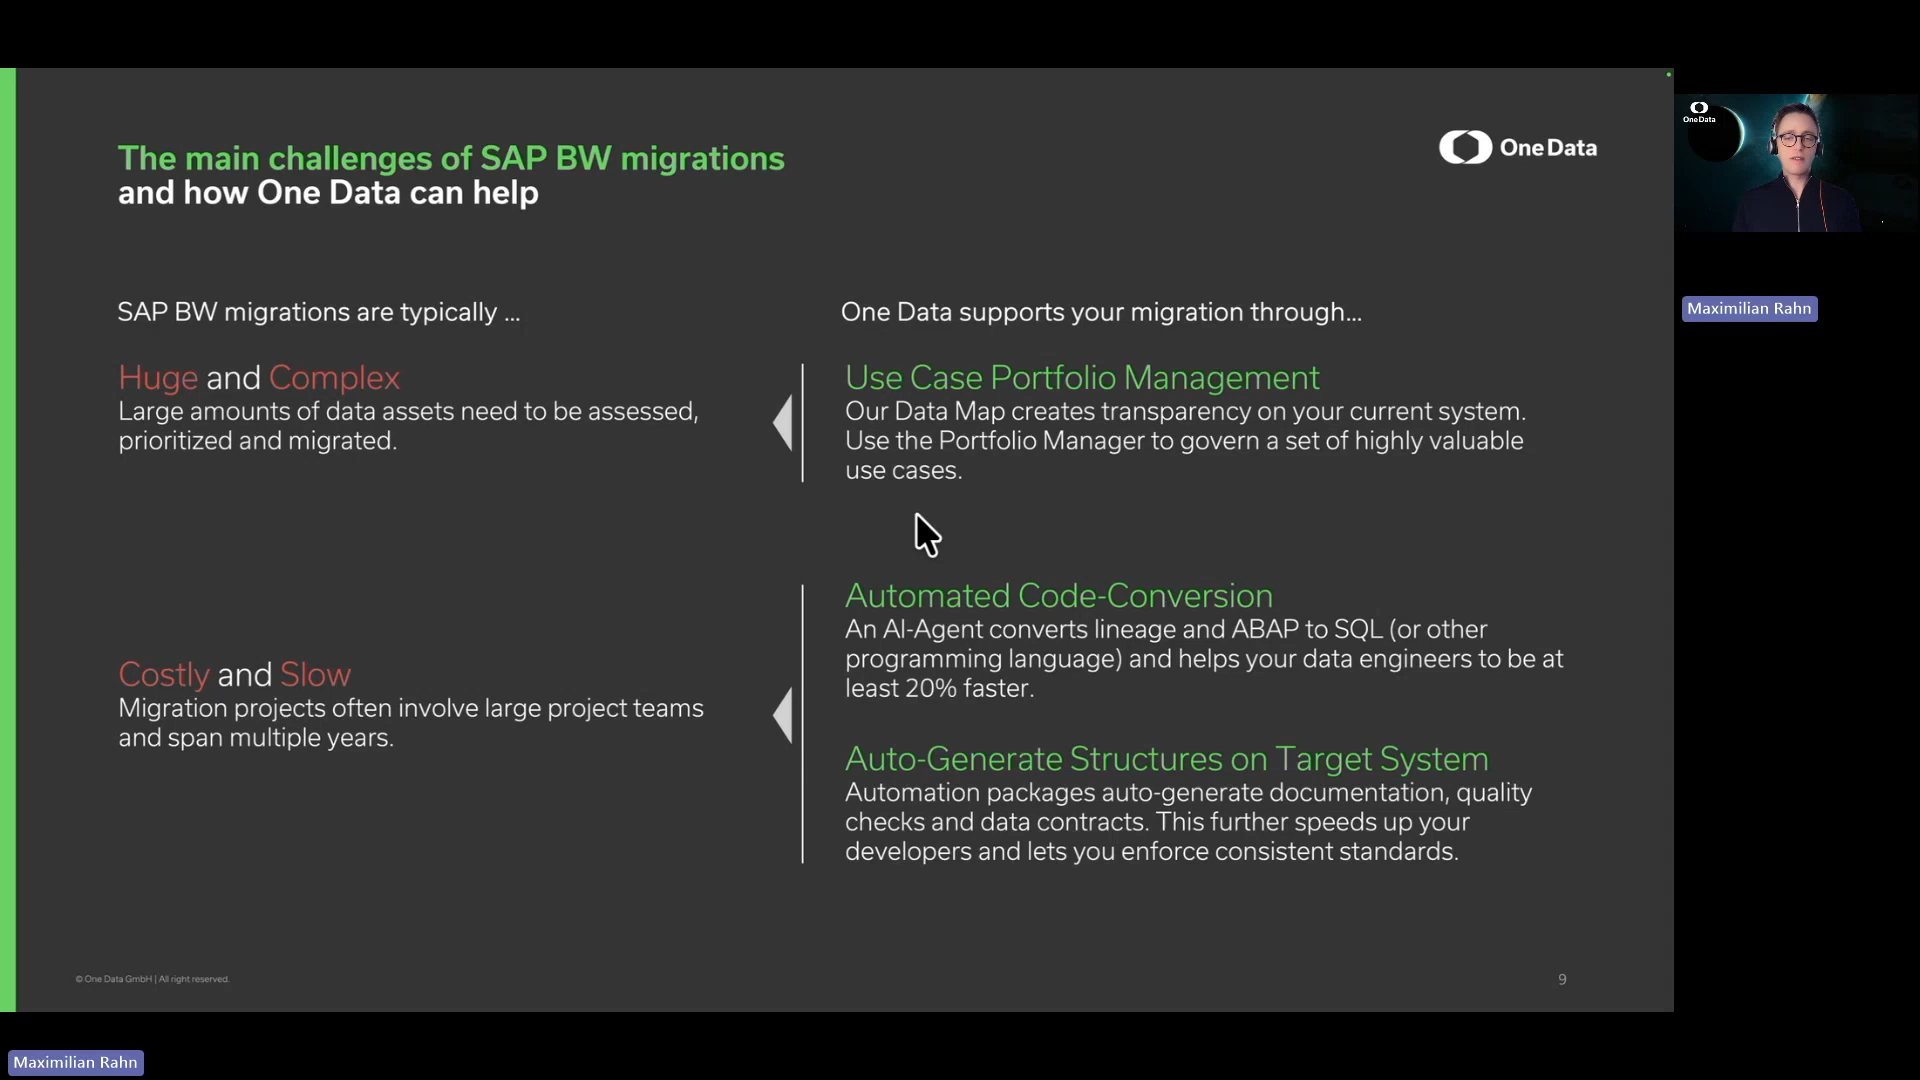 The main challenges of SAP BW migrations
and how One Data can help
One Data
One Data
Maximilian Rahn
SAP BW migrations are typically ...
Huge and Complex
Large amounts of data assets need to be assessed,
prioritized and migrated.
Costly and Slow
Migration projects often involve large project teams
and span multiple years.
One Data supports your migration through...
Use Case Portfolio Management
Our Data Map creates transparency on your current system.
Use the Portfolio Manager to govern a set of highly valuable
use cases.
Automated Code-Conversion
An AI-Agent converts lineage and ABAP to SQL (or other
programming language) and helps your data engineers to be at
least 20% faster.
Auto-Generate Structures on Target System
Automation packages auto-generate documentation, quality
checks and data contracts. This further speeds up your
developers and lets you enforce consistent standards.
© One Data GmbH | All right reserved.
9
Maximilian Rahn